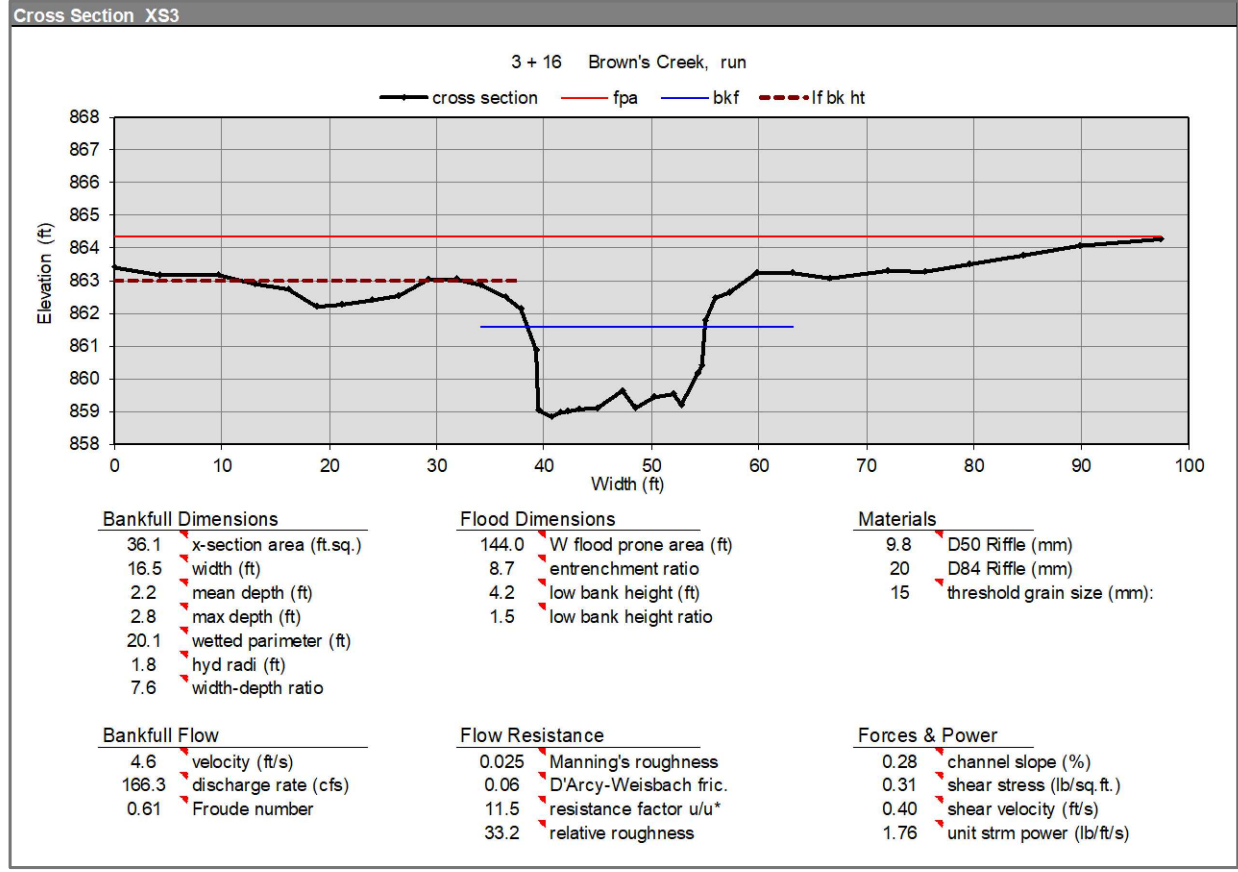 Cross Section XS3
3 + 16 Brown's Creek, run
cross section fpa bkf lf bk ht
868
867
866
865
864
863
862
861
860
859
858
Elevation (ft)
0 10 20 30 40 50 60 70 80 90 100
Width (ft)
Bankfull Dimensions
36.1 x-section area (ft.sq.)
16.5 width (ft)
2.2 mean depth (ft)
2.8 max depth (ft)
20.1 wetted parimeter (ft)
1.8 hyd radi (ft)
7.6 width-depth ratio
Flood Dimensions
144.0 W flood prone area (ft)
8.7 entrenchment ratio
4.2 low bank height (ft)
1.5 low bank height ratio
Materials
9.8 D50 Riffle (mm)
20 D84 Riffle (mm)
15 threshold grain size (mm):
Bankfull Flow
4.6 velocity (ft/s)
166.3 discharge rate (cfs)
0.61 Froude number
Flow Resistance
0.025 Manning's roughness
0.06 D'Arcy-Weisbach fric.
11.5 resistance factor u/u*
33.2 relative roughness
Forces & Power
0.28 channel slope (%)
0.31 shear stress (lb/sq.ft.)
0.40 shear velocity (ft/s)
1.76 unit strm power (lb/ft/s)